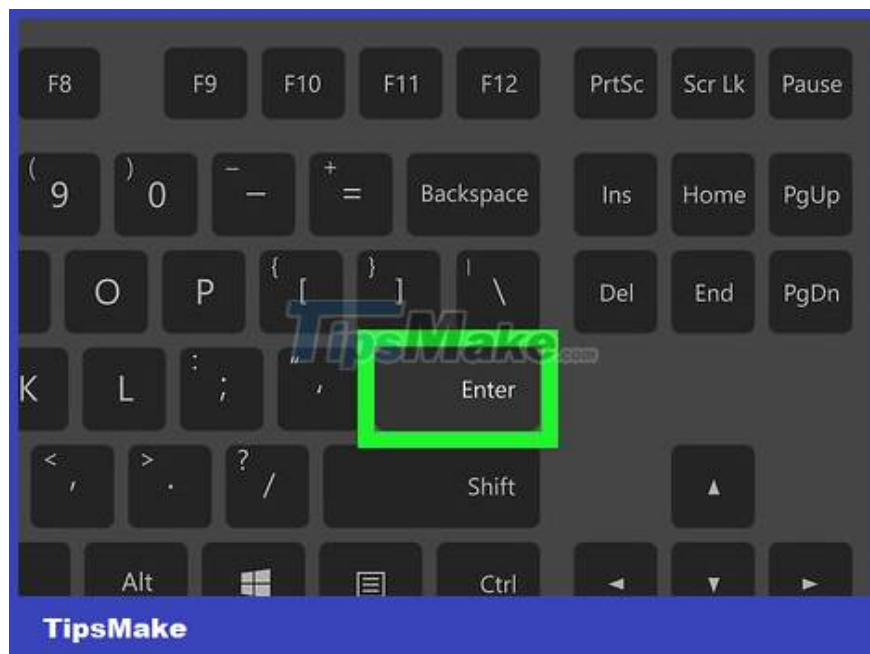 F8 F9 F10 F11 F12 PrtSc Scr Lk Pause
( 9 ) 0 _ - + = Backspace Ins Home PgUp
O P { [ } ] | \ Del End PgDn
TipsMake.com
K L : ; " ' Enter
< , > . ? / Shift
Alt Ctrl
TipsMake